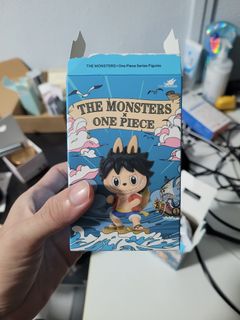 THE MONSTERS × One Piece Series Figures
THE MONSTERS
×
ONE PIECE